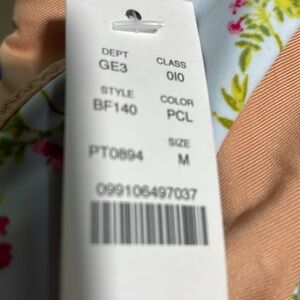 DEPT CLASS
GE3 010
STYLE COLOR
BF140 PCL
SIZE
PT0894 M
099106497037